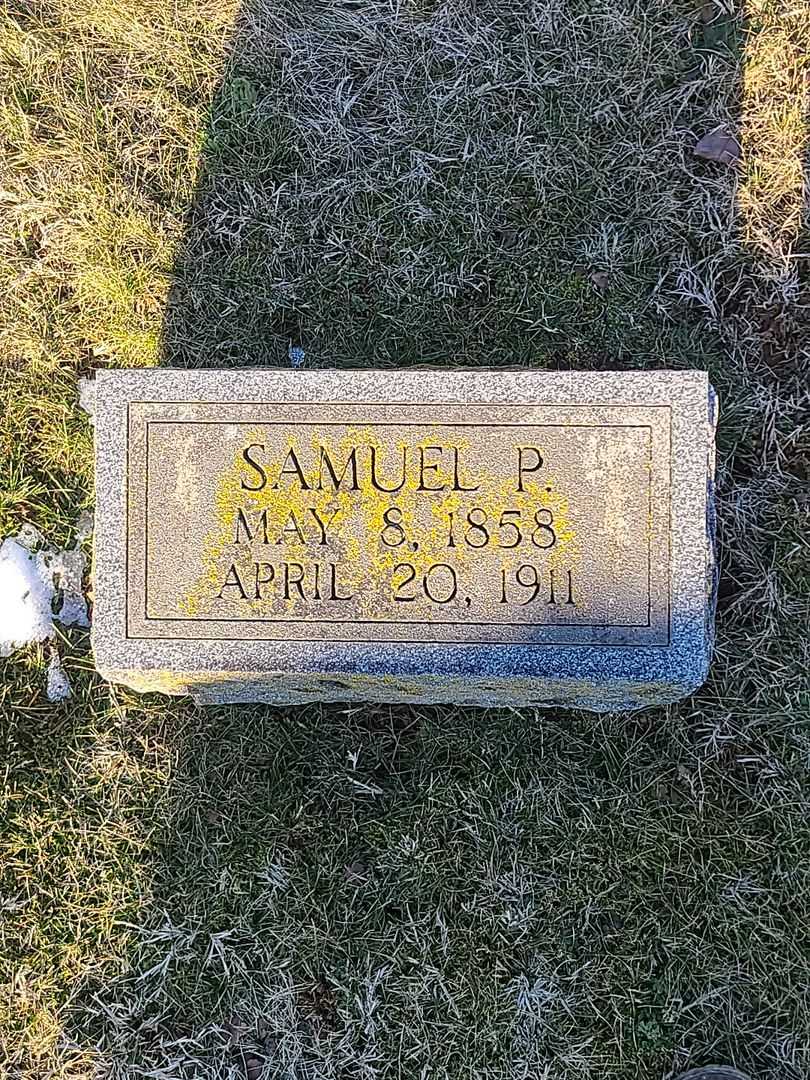 SAMUEL P.
MAY 8, 1858
APRIL 20, 1911